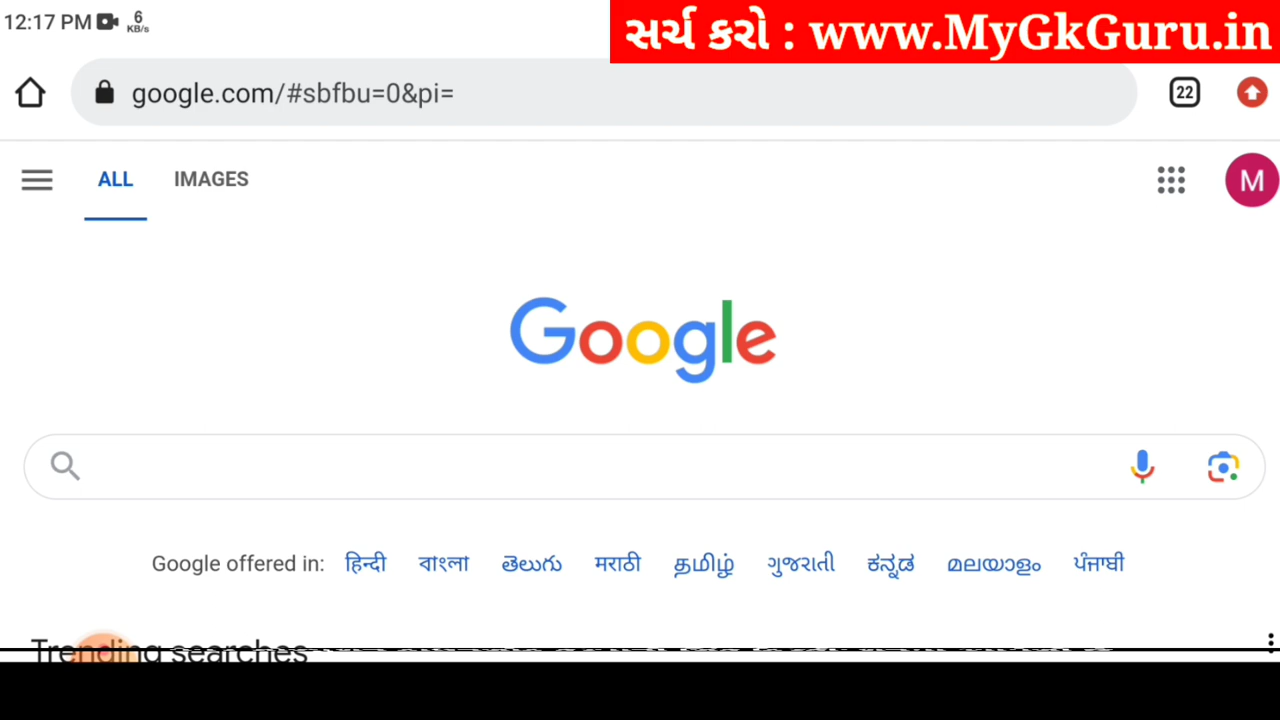 12:17 PM 6 KB/s
સર્ચ કરો : www.MyGkGuru.in
google.com/#sbfbu=0&pi=
22
ALL IMAGES
M
Google
Google offered in: हिन्दी বাংলা తెలుగు मराठी தமிழ் ગુજરાતી ಕನ್ನಡ മലയാളം ਪੰਜਾਬੀ
Trending searches